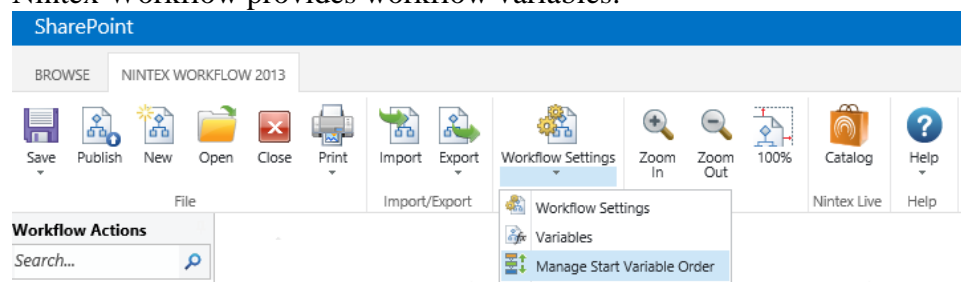 Nintex Workflow provides workflow variables.
SharePoint
BROWSE NINTEX WORKFLOW 2013
Save Publish New Open Close Print Import Export Workflow Settings Zoom In Zoom Out 100% Catalog Help
File Import/Export Nintex Live Help
Workflow Settings
Workflow Actions
Variables
Search...
Manage Start Variable Order